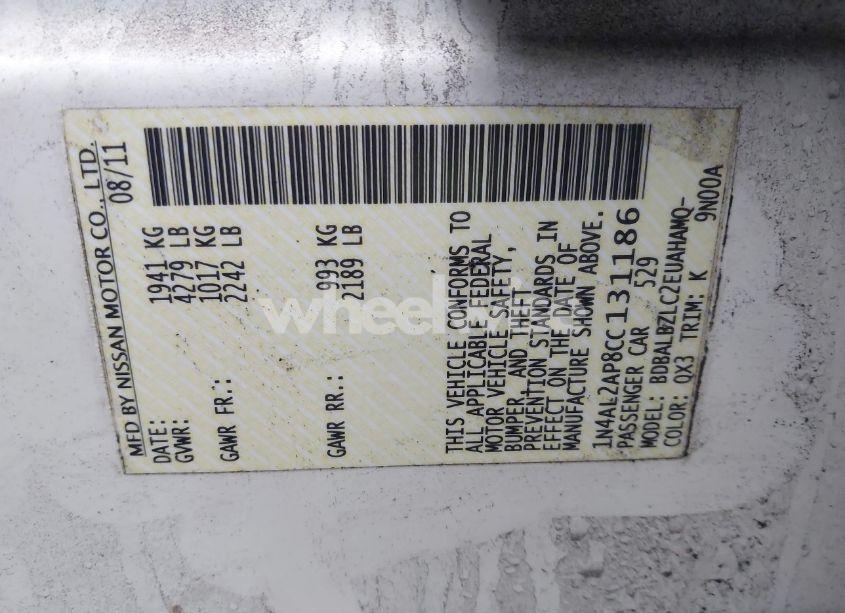 MFD BY NISSAN MOTOR CO., LTD.
DATE: 08/11
GVWR: 1941 KG
4279 LB
GAWR FR.: 1017 KG
2242 LB
GAWR RR.: 993 KG
2189 LB
THIS VEHICLE CONFORMS TO
ALL APPLICABLE FEDERAL
MOTOR VEHICLE SAFETY,
BUMPER, AND THEFT
PREVENTION STANDARDS IN
EFFECT ON THE DATE OF
MANUFACTURE SHOWN ABOVE.
1N4AL2AP8CC131186
PASSENGER CAR 529
MODEL: BDBALBZLC2EUAHAMQ-
COLOR: QX3 TRIM: K 9N00A